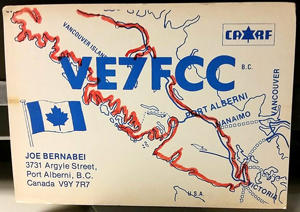 VANCOUVER ISLAND
CARF
VE7FCC
B.C.
PORT ALBERNI
VANCOUVER
NANAIMO
JOE BERNABEI
3731 Argyle Street,
Port Alberni, B.C.
Canada V9Y 7R7
VICTORIA
U.S.A.